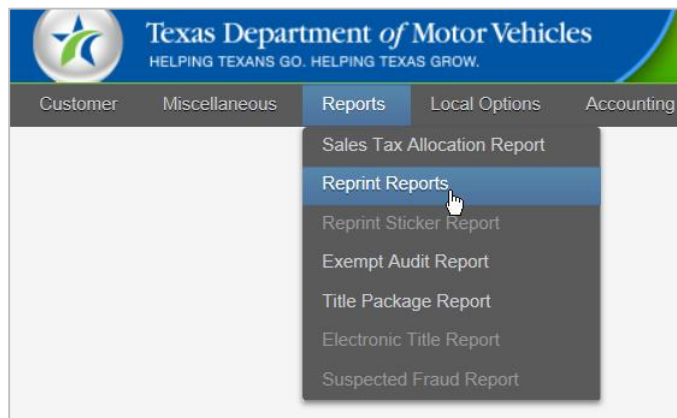 Texas Department of Motor Vehicles
HELPING TEXANS GO. HELPING TEXAS GROW.
Customer Miscellaneous Reports Local Options Accounting
Sales Tax Allocation Report
Reprint Reports
Reprint Sticker Report
Exempt Audit Report
Title Package Report
Electronic Title Report
Suspected Fraud Report